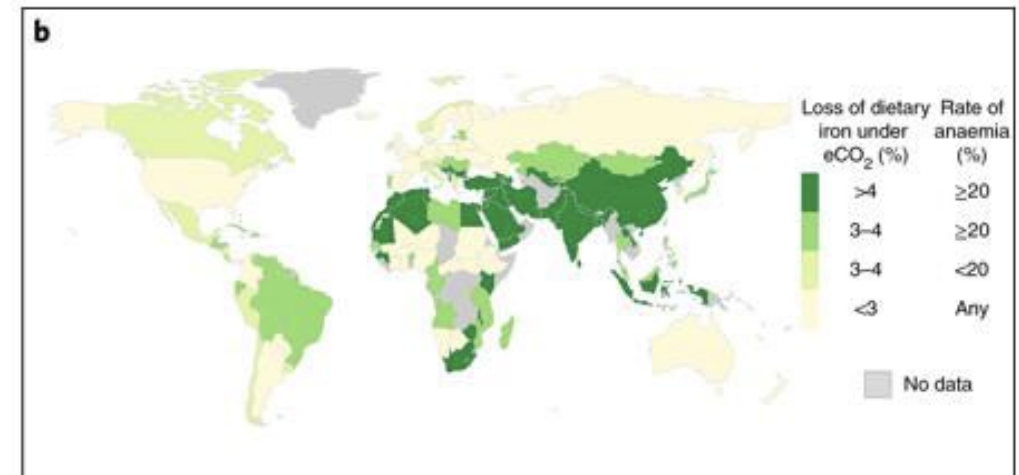 b
Loss of dietary Rate of
iron under anaemia
eCO2 (%) (%)
>4 ≥20
3–4 ≥20
3–4 <20
<3 Any
No data